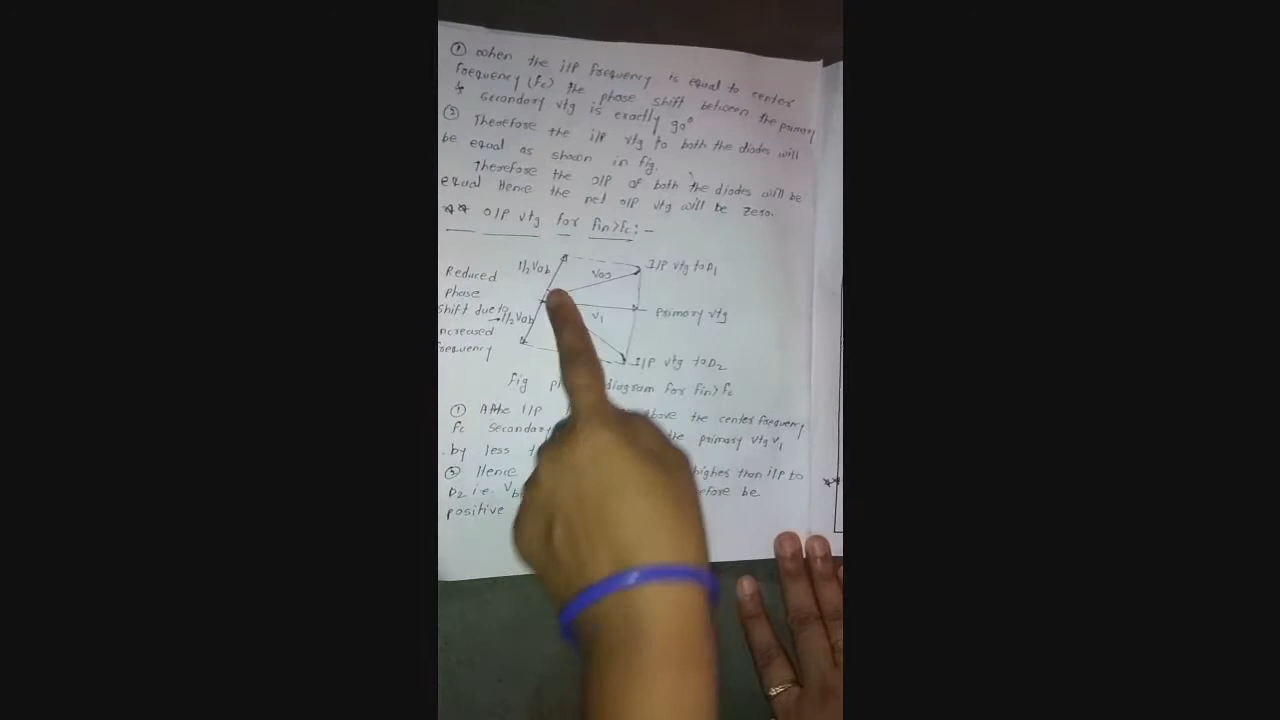 ① When the i/p frequency is equal to center
frequency (fc) the phase shift between the primary
& secondary vtg is exactly 90°
② Therefore the i/p vtg to both the diodes will
be equal as shown in fig.
Therefore the o/p of both the diodes will be
equal Hence the net o/p vtg will be zero.
** O/P vtg for fin>fc:-
1/2 Vab
Vao
I/P vtg to D1
Reduced
phase
shift due to
increased
frequency
V1
primary vtg
1/2 Vab
I/P vtg to D2
fig diagram for fin>fc
① I/P above the center frequency
fc secondary the primary vtg V1
by less
② Hence higher than i/p to
D2 i.e. be
positive
**